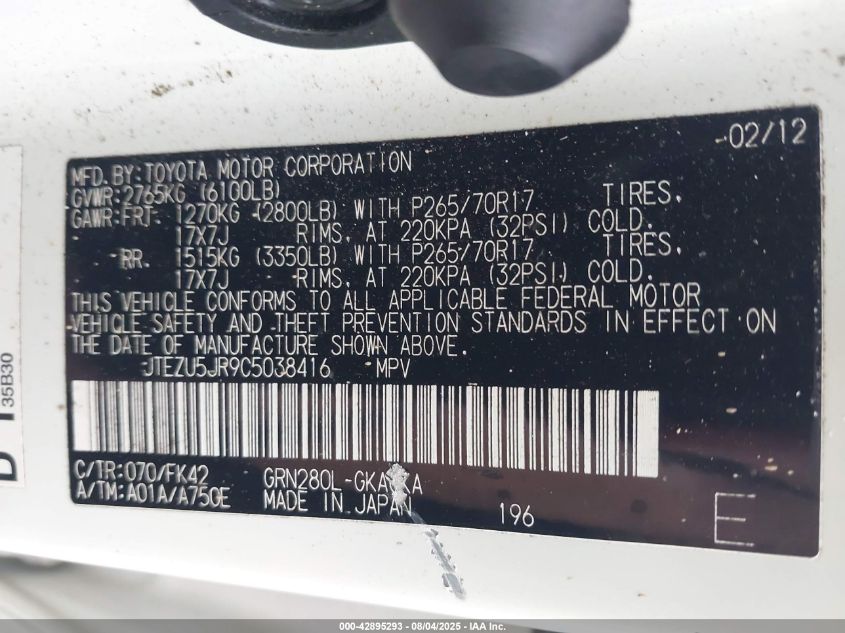 -02/12
MFD. BY: TOYOTA MOTOR CORPORATION
GVWR: 2765KG (6100LB)
GAWR: FRT. 1270KG (2800LB) WITH P265/70R17 TIRES,
17X7J RIMS, AT 220KPA (32PSI) COLD.
RR. 1515KG (3350LB) WITH P265/70R17 TIRES,
17X7J RIMS, AT 220KPA (32PSI) COLD.
THIS VEHICLE CONFORMS TO ALL APPLICABLE FEDERAL MOTOR
VEHICLE SAFETY AND THEFT PREVENTION STANDARDS IN EFFECT ON
THE DATE OF MANUFACTURE SHOWN ABOVE.
JTEZU5JR9C5038416 MPV
C/TR: 070/FK42
A/TM: A01A/A750E
MADE IN JAPAN
196
E
35B30
000-42895293 - 08/04/2025 - IAA Inc.